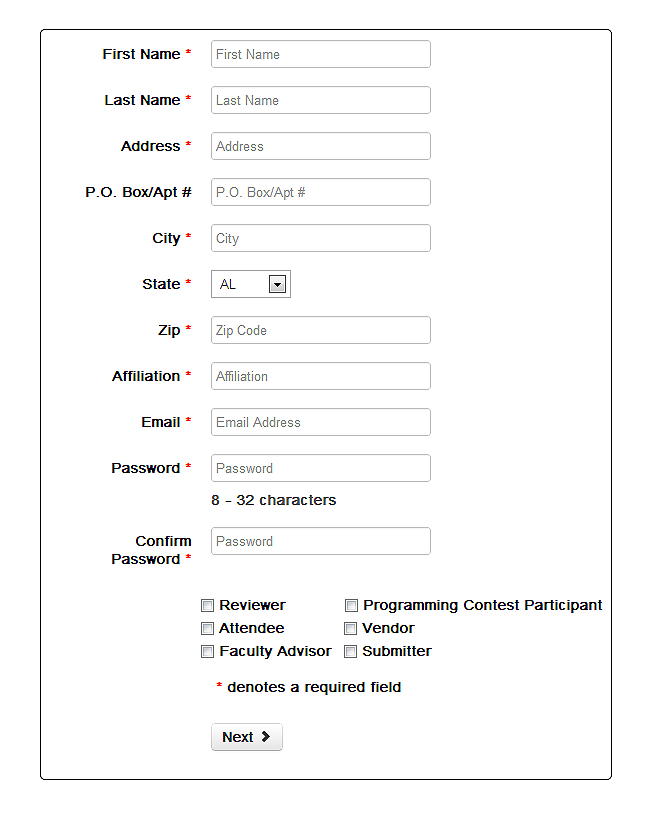 First Name * First Name
Last Name * Last Name
Address * Address
P.O. Box/Apt # P.O. Box/Apt #
City * City
State * AL
Zip * Zip Code
Affiliation * Affiliation
Email * Email Address
Password * Password
8 - 32 characters
Confirm
Password * Password
Reviewer Programming Contest Participant
Attendee Vendor
Faculty Advisor Submitter
* denotes a required field
Next